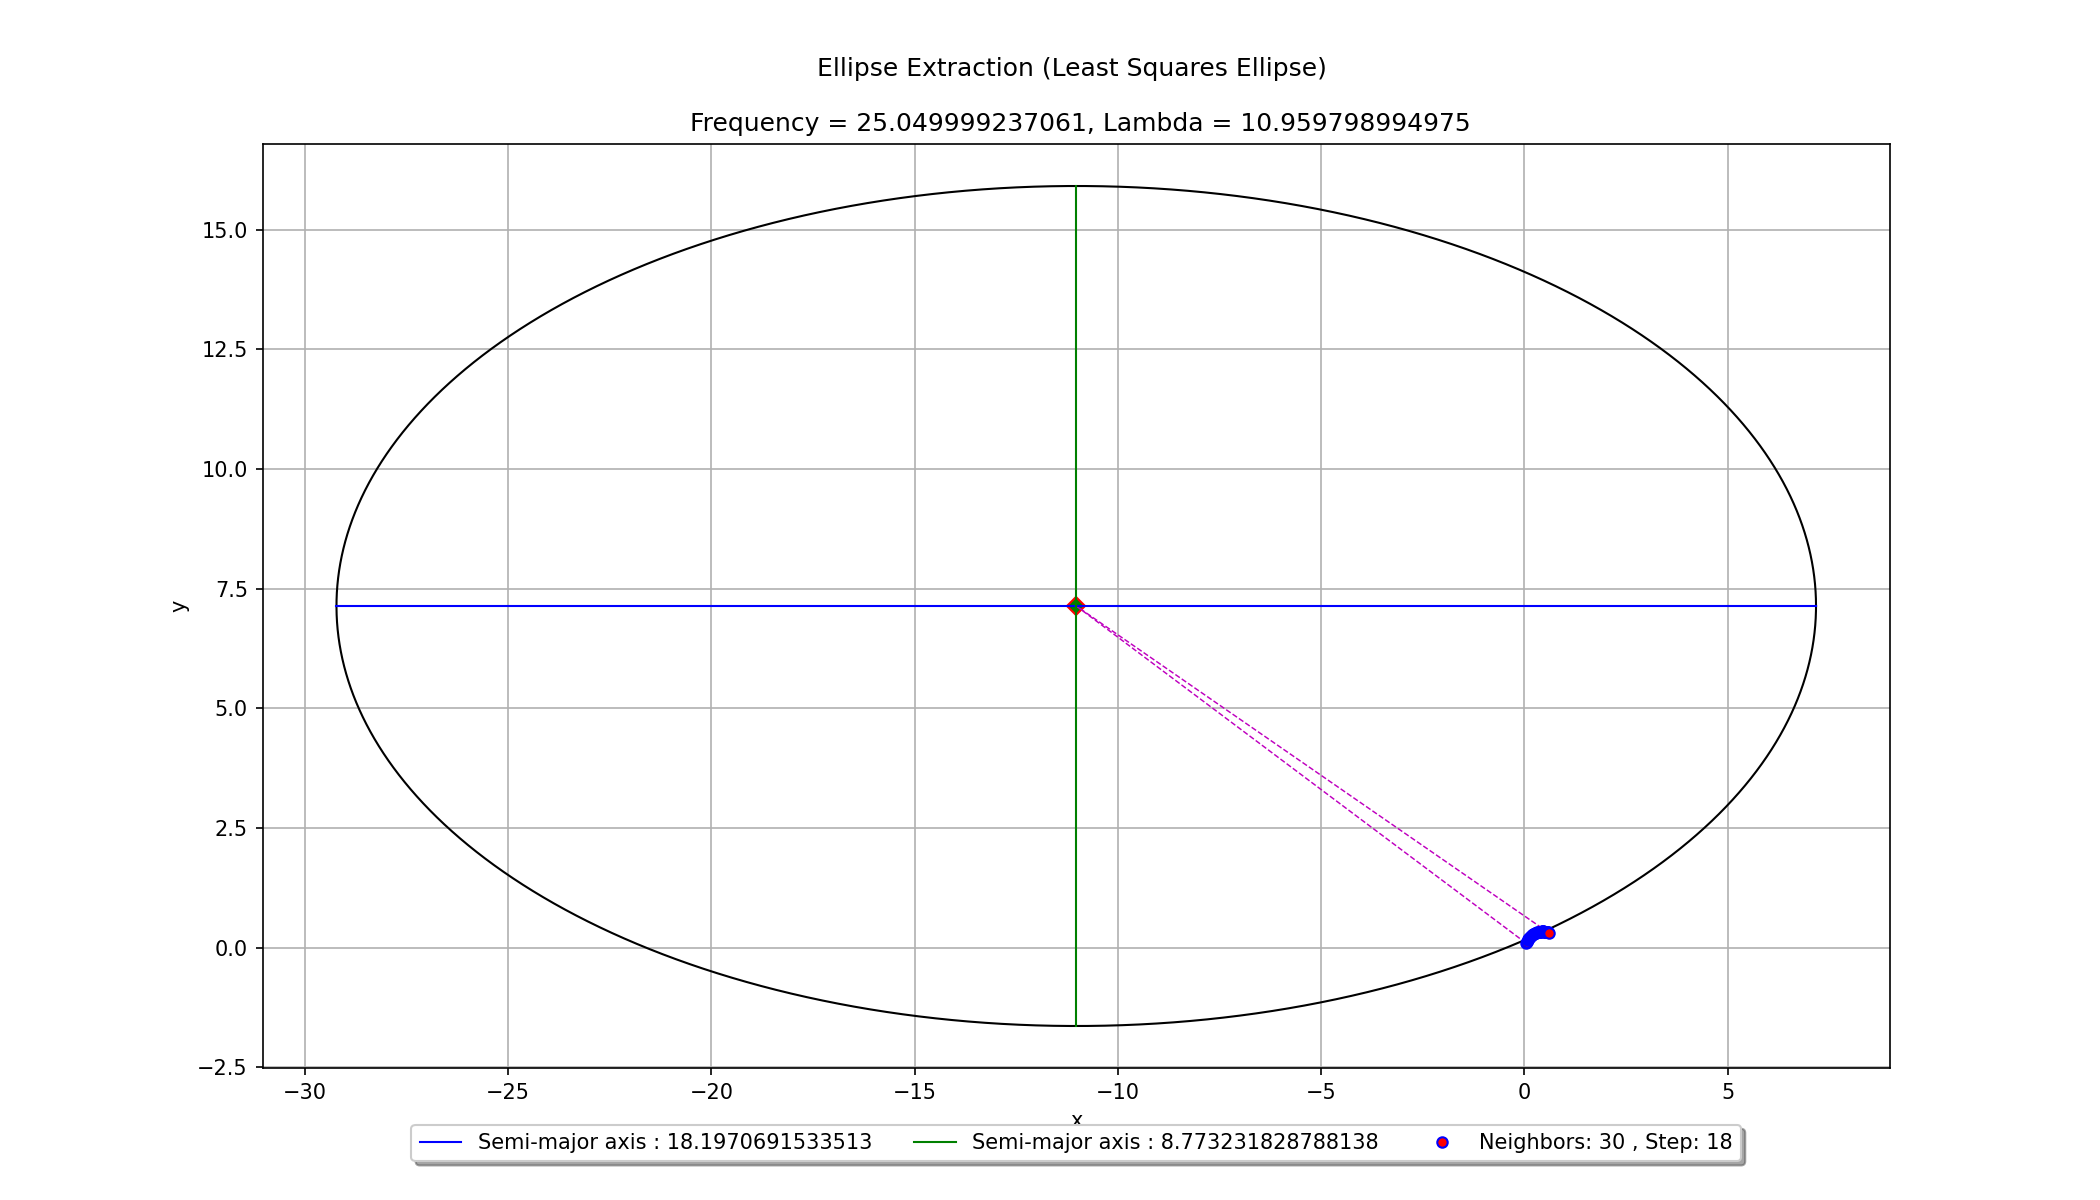 Ellipse Extraction (Least Squares Ellipse)
Frequency = 25.049999237061, Lambda = 10.959798994975
15.0
12.5
10.0
7.5
5.0
2.5
0.0
−2.5
y
−30 −25 −20 −15 −10 −5 0 5
x
Semi-major axis : 18.1970691533513 Semi-major axis : 8.773231828788138 Neighbors: 30 , Step: 18